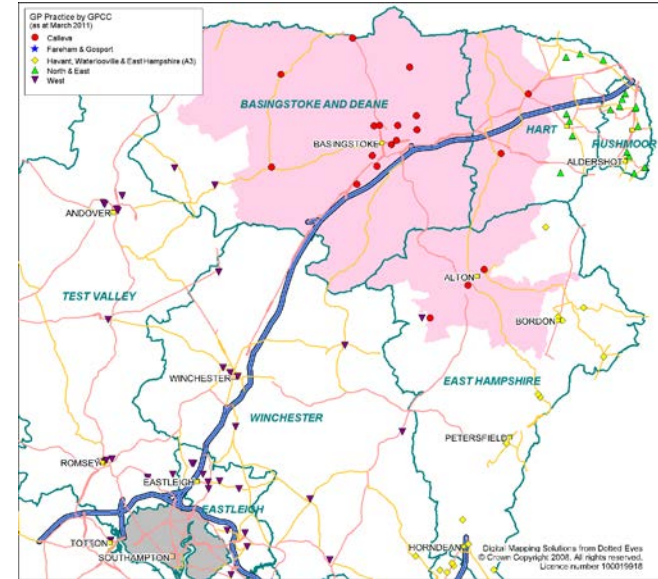 GP Practice by GPCC
(as at March 2011)
Calleva
Fareham & Gosport
Havant, Waterlooville & East Hampshire (A3)
North & East
West
BASINGSTOKE AND DEANE
HART
RUSHMOOR
BASINGSTOKE
ALDERSHOT
ANDOVER
TEST VALLEY
ALTON
BORDON
WINCHESTER
EAST HAMPSHIRE
WINCHESTER
PETERSFIELD
ROMSEY
EASTLEIGH
EASTLEIGH
TOTTON
SOUTHAMPTON
HORNDEAN
Digital Mapping Solutions from Dotted Eyes
© Crown Copyright 2008. All rights reserved.
Licence number 100019918